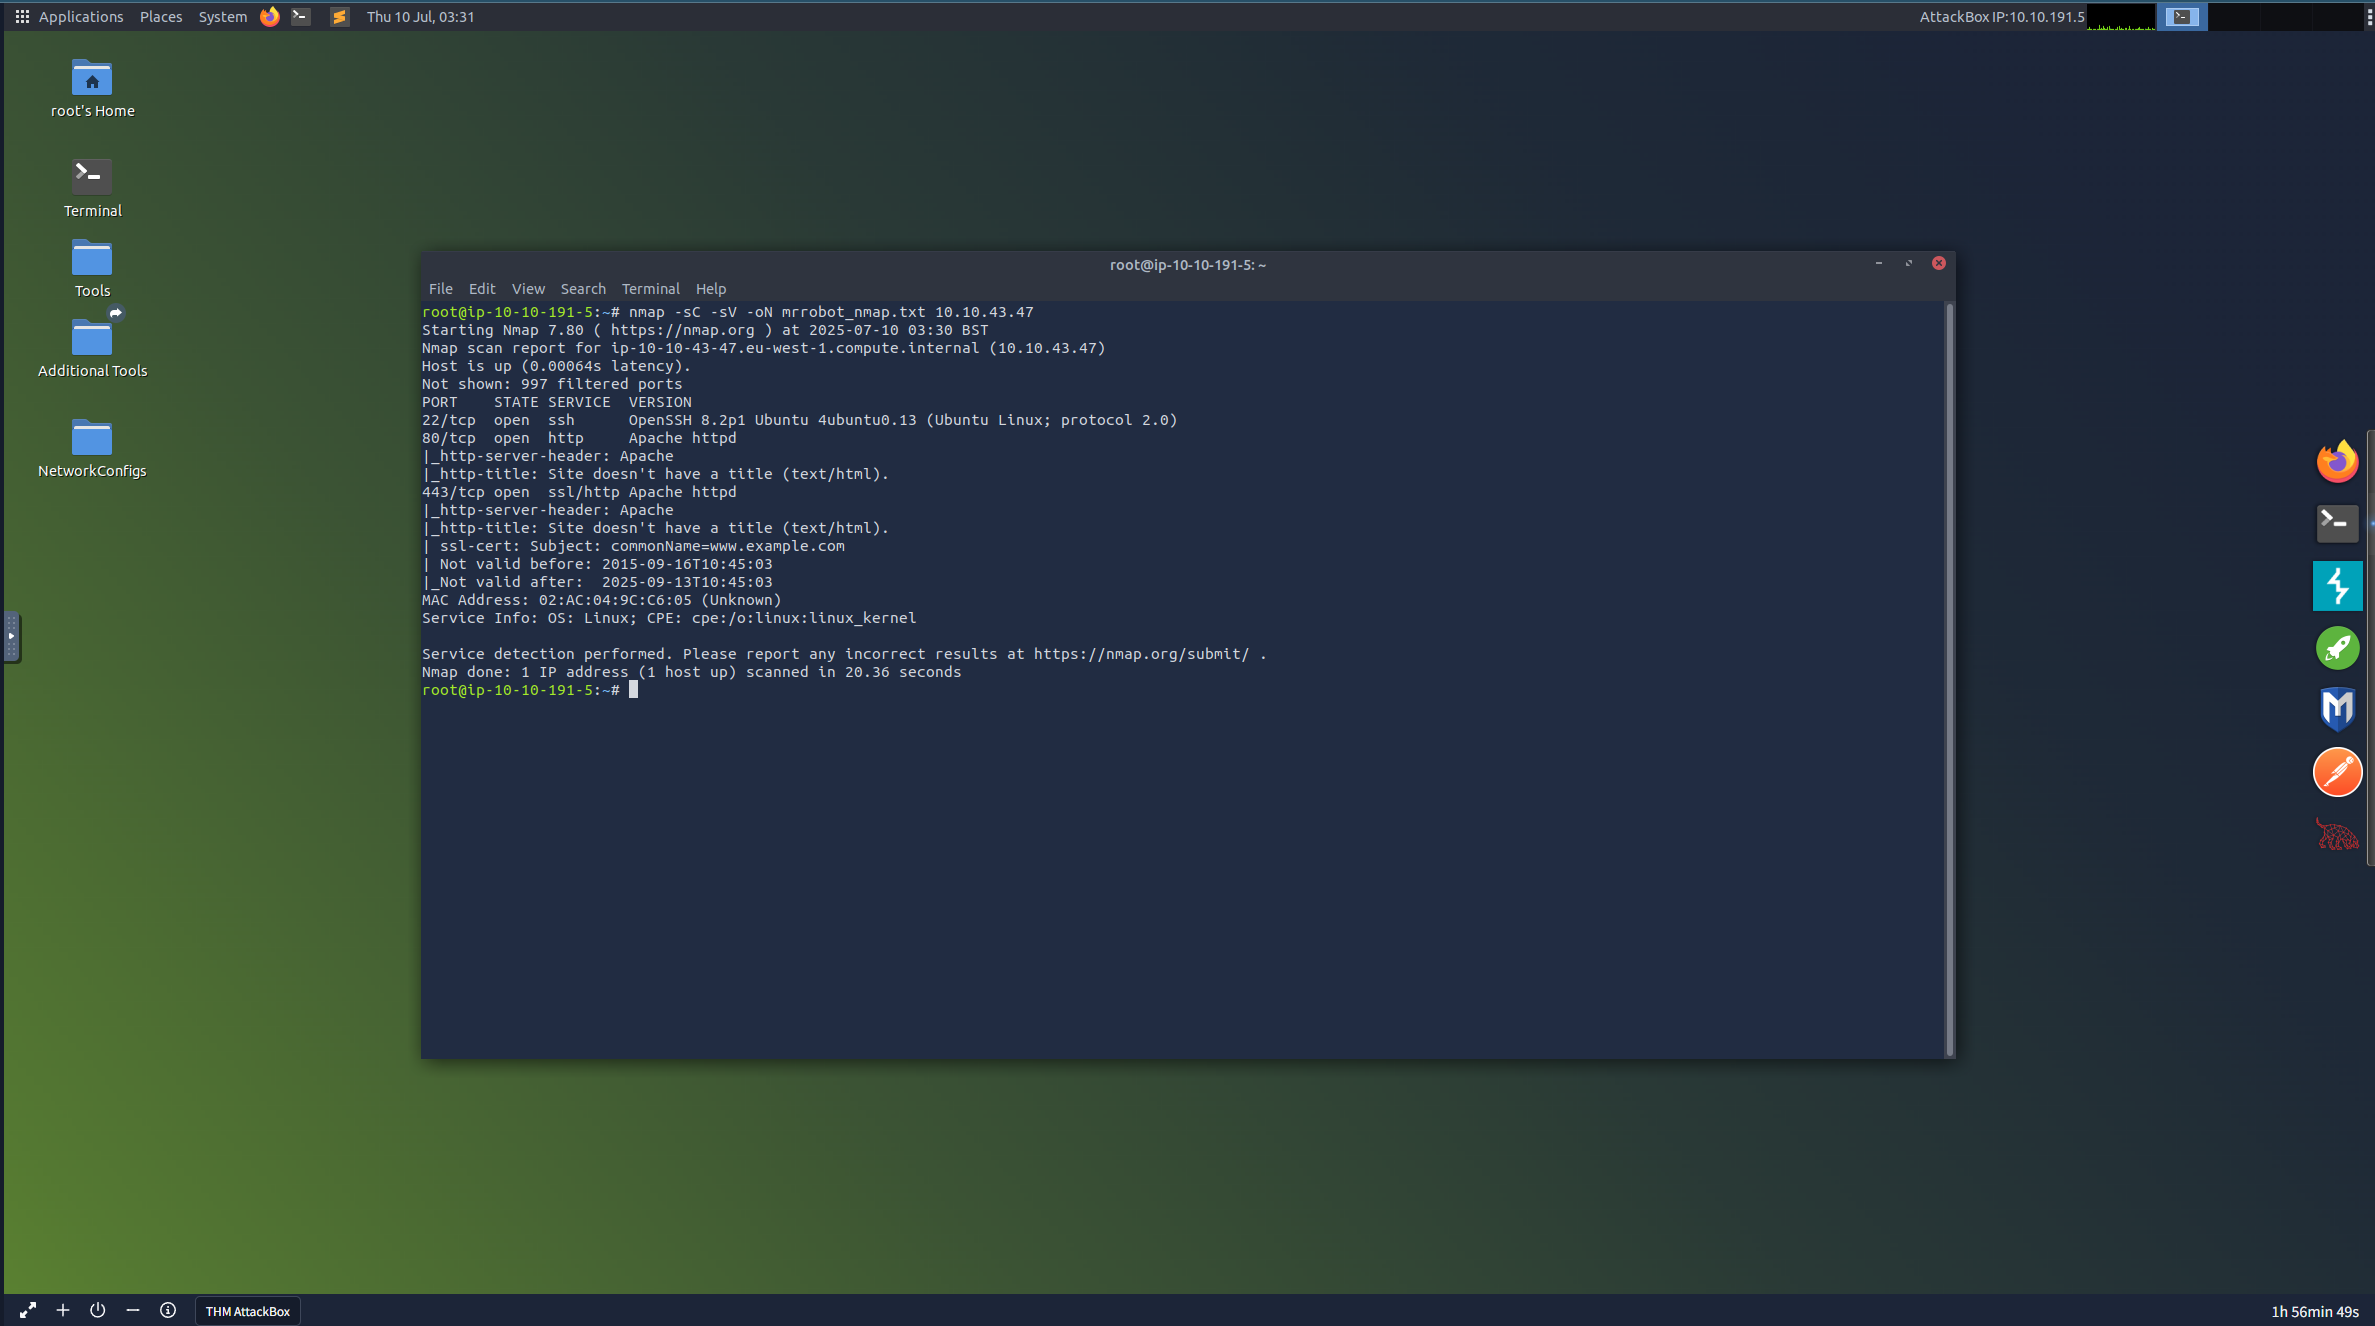 Applications Places System Thu 10 Jul, 03:31 AttackBox IP:10.10.191.5
root's Home
Terminal
Tools
Additional Tools
NetworkConfigs
root@ip-10-10-191-5: ~
File Edit View Search Terminal Help
root@ip-10-10-191-5:~# nmap -sC -sV -oN mrrobot_nmap.txt 10.10.43.47
Starting Nmap 7.80 ( https://nmap.org ) at 2025-07-10 03:30 BST
Nmap scan report for ip-10-10-43-47.eu-west-1.compute.internal (10.10.43.47)
Host is up (0.00064s latency).
Not shown: 997 filtered ports
PORT    STATE SERVICE  VERSION
22/tcp  open  ssh      OpenSSH 8.2p1 Ubuntu 4ubuntu0.13 (Ubuntu Linux; protocol 2.0)
80/tcp  open  http     Apache httpd
|_http-server-header: Apache
|_http-title: Site doesn't have a title (text/html).
443/tcp open  ssl/http Apache httpd
|_http-server-header: Apache
|_http-title: Site doesn't have a title (text/html).
| ssl-cert: Subject: commonName=www.example.com
| Not valid before: 2015-09-16T10:45:03
|_Not valid after:  2025-09-13T10:45:03
MAC Address: 02:AC:04:9C:C6:05 (Unknown)
Service Info: OS: Linux; CPE: cpe:/o:linux:linux_kernel
Service detection performed. Please report any incorrect results at https://nmap.org/submit/ .
Nmap done: 1 IP address (1 host up) scanned in 20.36 seconds
root@ip-10-10-191-5:~#
THM AttackBox
1h 56min 49s